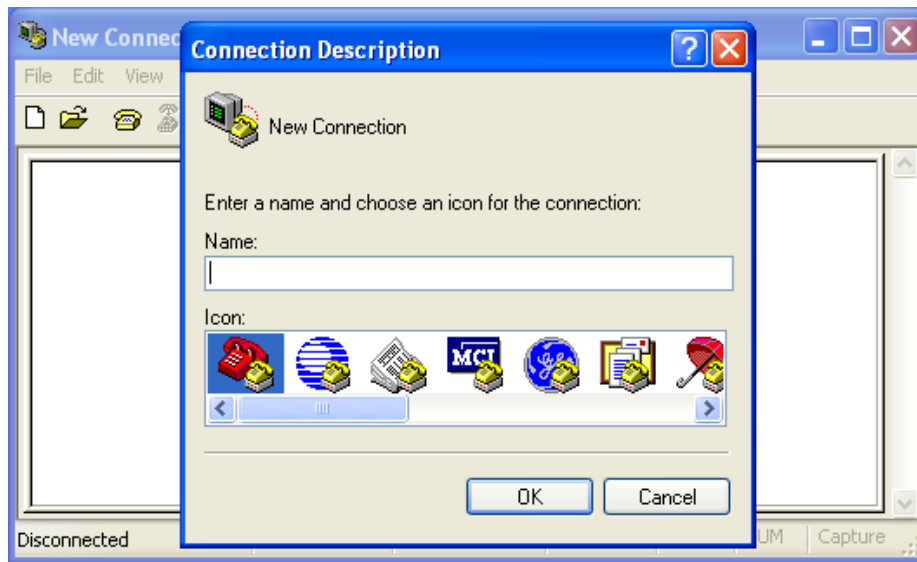 New Connec
File Edit View
Connection Description
New Connection
Enter a name and choose an icon for the connection:
Name:
Icon:
MCI
OK
Cancel
Disconnected
UM
Capture